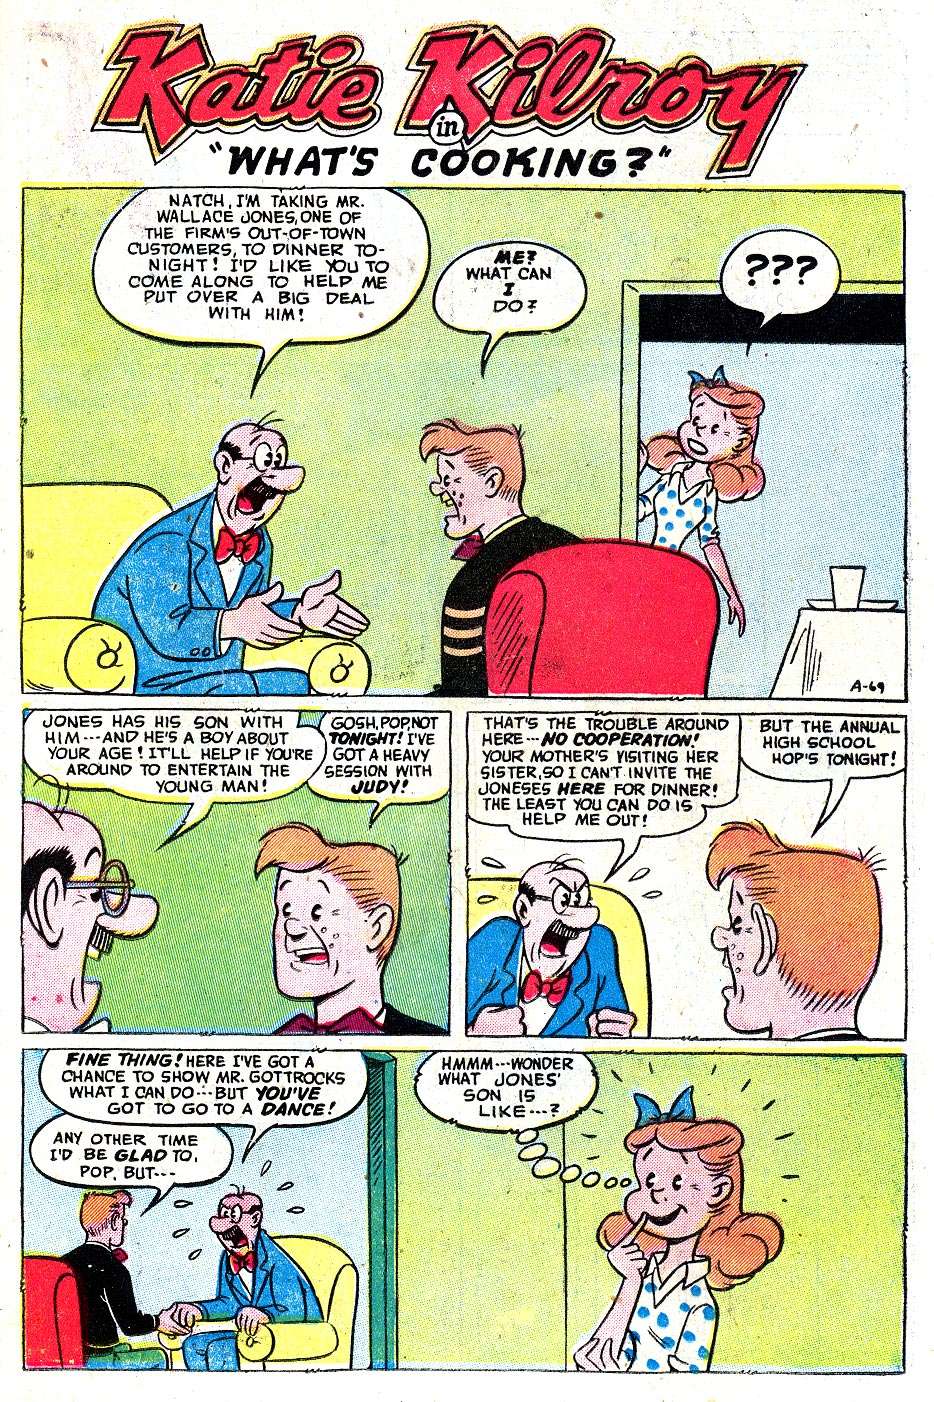 Katie Kilroy
in
"WHAT'S COOKING?"
NATCH, I'M TAKING MR.
WALLACE JONES, ONE OF
THE FIRM'S OUT-OF-TOWN
CUSTOMERS, TO DINNER TO-
NIGHT! I'D LIKE YOU TO
COME ALONG TO HELP ME
PUT OVER A BIG DEAL
WITH HIM!
ME?
WHAT CAN
I
DO?
???
A-69
JONES HAS HIS SON WITH
HIM---AND HE'S A BOY ABOUT
YOUR AGE! IT'LL HELP IF YOU'RE
AROUND TO ENTERTAIN THE
YOUNG MAN!
GOSH, POP, NOT
TONIGHT! I'VE
GOT A HEAVY
SESSION WITH
JUDY!
THAT'S THE TROUBLE AROUND
HERE---NO COOPERATION!
YOUR MOTHER'S VISITING HER
SISTER, SO I CAN'T INVITE THE
JONESES HERE FOR DINNER!
THE LEAST YOU CAN DO IS
HELP ME OUT!
BUT THE ANNUAL
HIGH SCHOOL
HOP'S TONIGHT!
FINE THING! HERE I'VE GOT A
CHANCE TO SHOW MR. GOTTROCKS
WHAT I CAN DO---BUT YOU'VE
GOT TO GO TO A DANCE!
ANY OTHER TIME
I'D BE GLAD TO,
POP, BUT---
HMMM---WONDER
WHAT JONES'
SON IS
LIKE---?